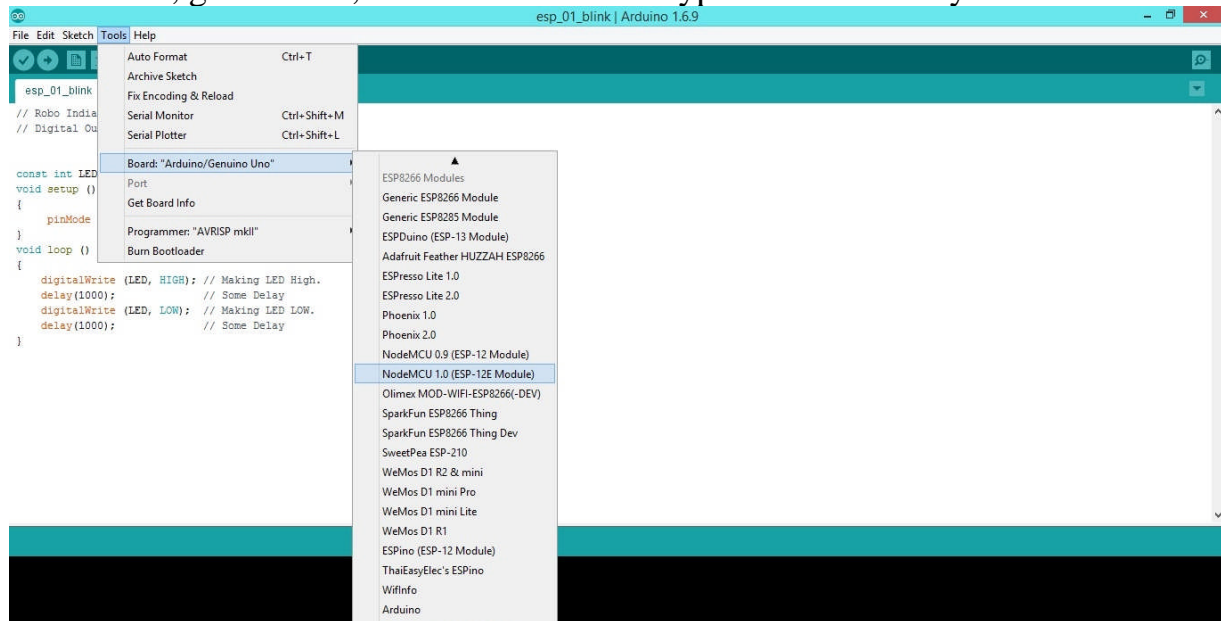 esp_01_blink | Arduino 1.6.9
File Edit Sketch Tools Help
esp_01_blink
// Robo India
// Digital Ou
const int LED
void setup ()
{
pinMode
}
void loop ()
{
digitalWrite (LED, HIGH); // Making LED High.
delay(1000); // Some Delay
digitalWrite (LED, LOW); // Making LED LOW.
delay(1000); // Some Delay
}
Auto Format Ctrl+T
Archive Sketch
Fix Encoding & Reload
Serial Monitor Ctrl+Shift+M
Serial Plotter Ctrl+Shift+L
Board: "Arduino/Genuino Uno"
Port
Get Board Info
Programmer: "AVRISP mkII"
Burn Bootloader
ESP8266 Modules
Generic ESP8266 Module
Generic ESP8285 Module
ESPDuino (ESP-13 Module)
Adafruit Feather HUZZAH ESP8266
ESPresso Lite 1.0
ESPresso Lite 2.0
Phoenix 1.0
Phoenix 2.0
NodeMCU 0.9 (ESP-12 Module)
NodeMCU 1.0 (ESP-12E Module)
Olimex MOD-WIFI-ESP8266(-DEV)
SparkFun ESP8266 Thing
SparkFun ESP8266 Thing Dev
SweetPea ESP-210
WeMos D1 R2 & mini
WeMos D1 mini Pro
WeMos D1 mini Lite
WeMos D1 R1
ESPino (ESP-12 Module)
ThaiEasyElec's ESPino
WifInfo
Arduino